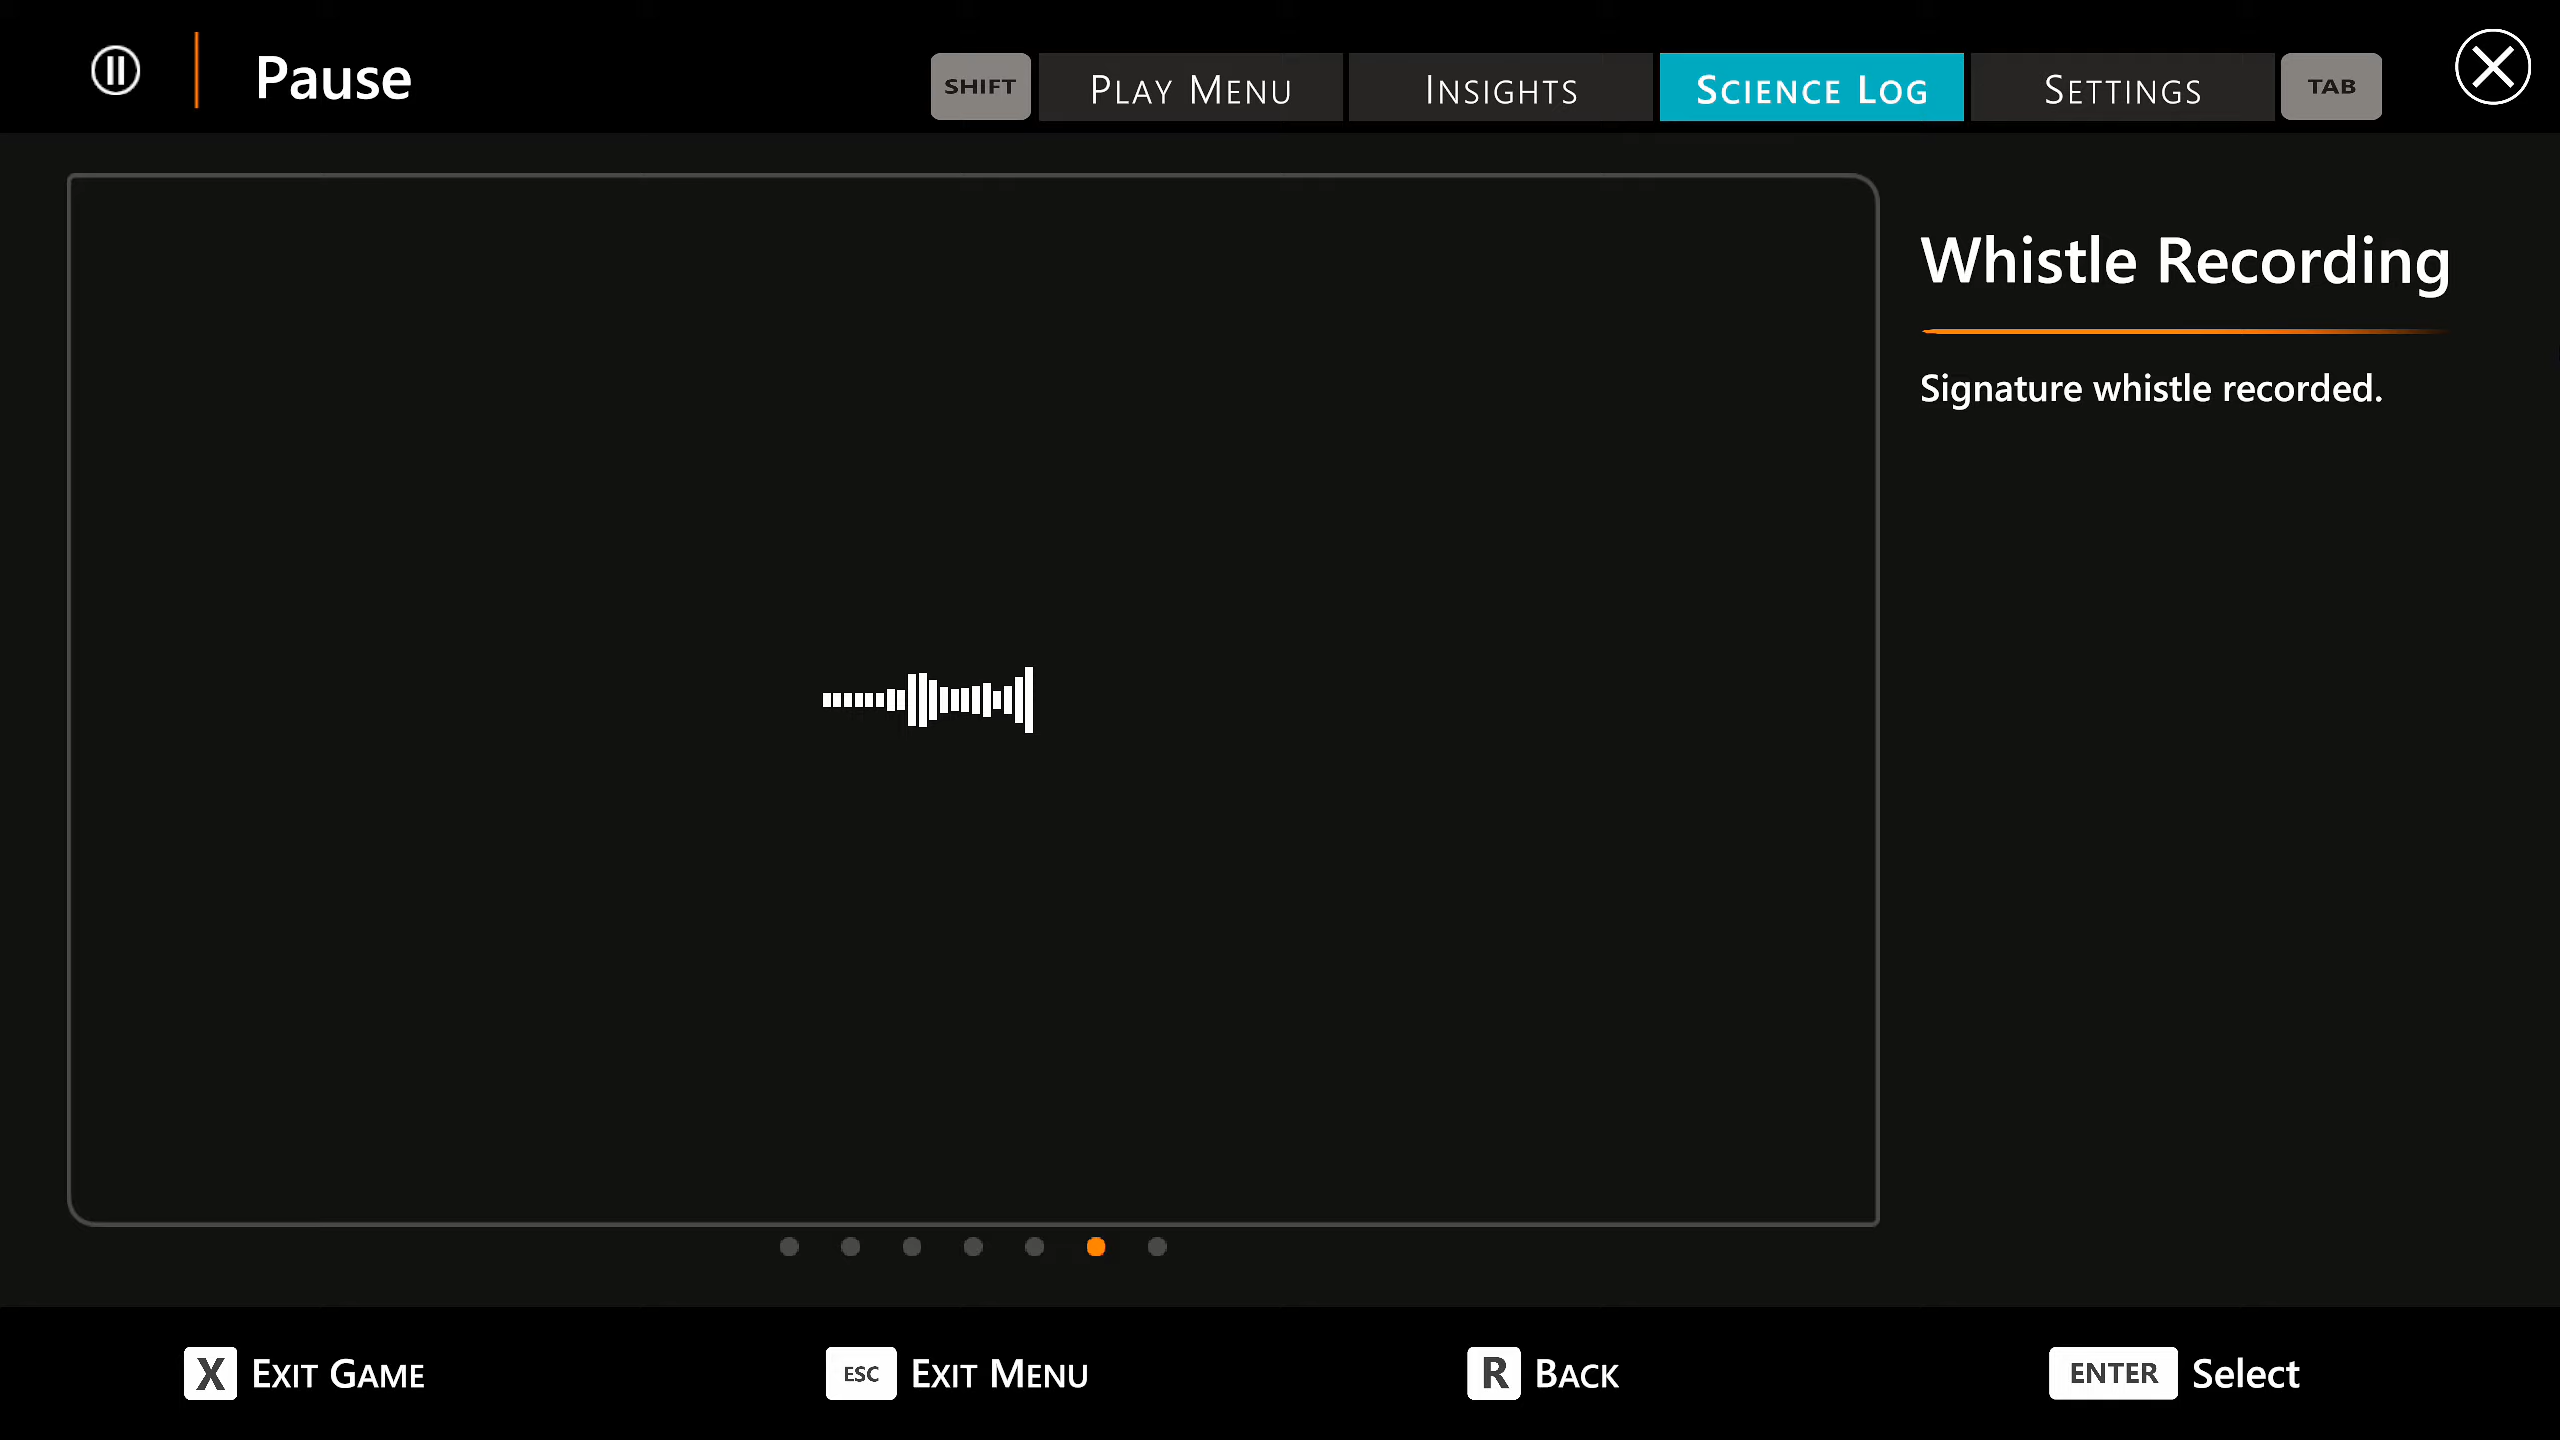 Pause
SHIFT
PLAY MENU
INSIGHTS
SCIENCE LOG
SETTINGS
TAB
Whistle Recording
Signature whistle recorded.
X EXIT GAME
ESC EXIT MENU
R BACK
ENTER Select